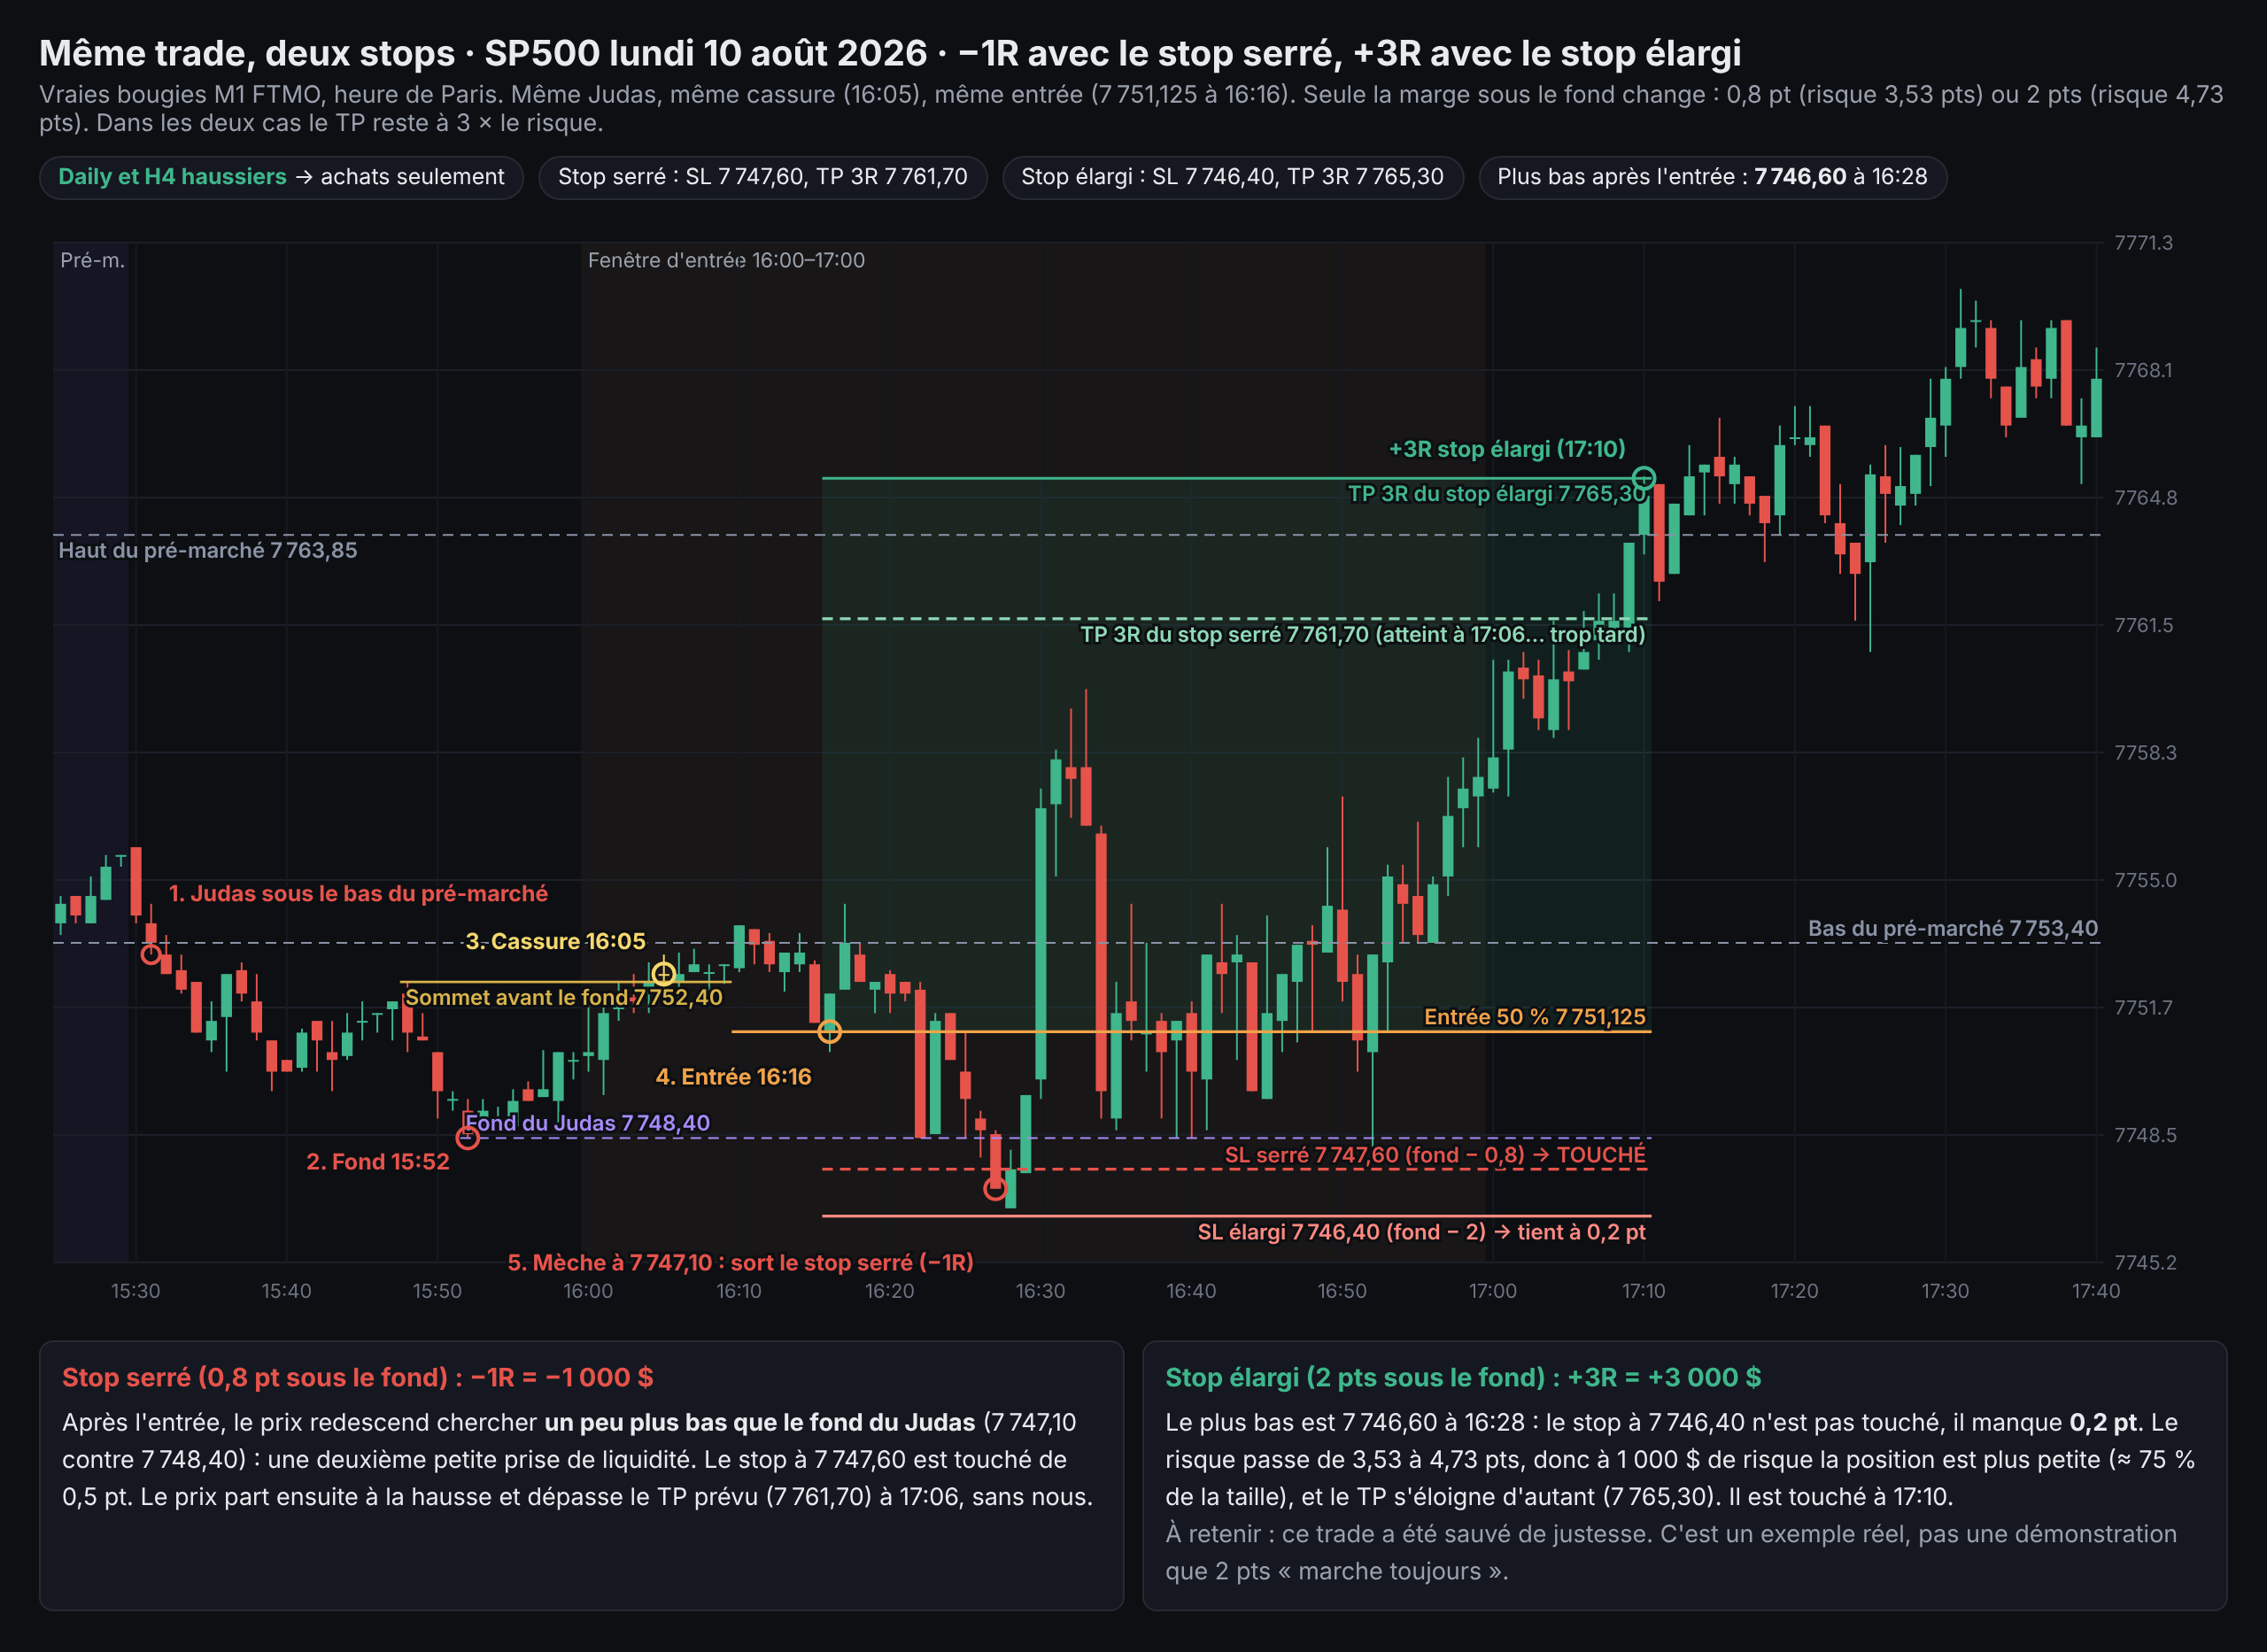 Même trade, deux stops · SP500 lundi 10 août 2026 · −1R avec le stop serré, +3R avec le stop élargi
Vraies bougies M1 FTMO, heure de Paris. Même Judas, même cassure (16:05), même entrée (7 751,125 à 16:16). Seule la marge sous le fond change : 0,8 pt (risque 3,53 pts) ou 2 pts (risque 4,73
pts). Dans les deux cas le TP reste à 3 × le risque.
Daily et H4 haussiers → achats seulement
Stop serré : SL 7 747,60, TP 3R 7 761,70
Stop élargi : SL 7 746,40, TP 3R 7 765,30
Plus bas après l'entrée : 7 746,60 à 16:28
Pré-m.
Fenêtre d'entrée 16:00–17:00
7771.3
7768.1
+3R stop élargi (17:10)
TP 3R du stop élargi 7 765,30
7764.8
Haut du pré-marché 7 763,85
TP 3R du stop serré 7 761,70 (atteint à 17:06... trop tard)
7761.5
7758.3
7755.0
1. Judas sous le bas du pré-marché
Bas du pré-marché 7 753,40
3. Cassure 16:05
Sommet avant le fond 7 752,40
7751.7
Entrée 50 % 7 751,125
4. Entrée 16:16
Fond du Judas 7 748,40
7748.5
2. Fond 15:52
SL serré 7 747,60 (fond − 0,8) → TOUCHÉ
SL élargi 7 746,40 (fond − 2) → tient à 0,2 pt
5. Mèche à 7 747,10 : sort le stop serré (−1R)
7745.2
15:30 15:40 15:50 16:00 16:10 16:20 16:30 16:40 16:50 17:00 17:10 17:20 17:30 17:40
Stop serré (0,8 pt sous le fond) : −1R = −1 000 $
Après l'entrée, le prix redescend chercher un peu plus bas que le fond du Judas (7 747,10
contre 7 748,40) : une deuxième petite prise de liquidité. Le stop à 7 747,60 est touché de
0,5 pt. Le prix part ensuite à la hausse et dépasse le TP prévu (7 761,70) à 17:06, sans nous.
Stop élargi (2 pts sous le fond) : +3R = +3 000 $
Le plus bas est 7 746,60 à 16:28 : le stop à 7 746,40 n'est pas touché, il manque 0,2 pt. Le
risque passe de 3,53 à 4,73 pts, donc à 1 000 $ de risque la position est plus petite (≈ 75 %
de la taille), et le TP s'éloigne d'autant (7 765,30). Il est touché à 17:10.
À retenir : ce trade a été sauvé de justesse. C'est un exemple réel, pas une démonstration
que 2 pts « marche toujours ».